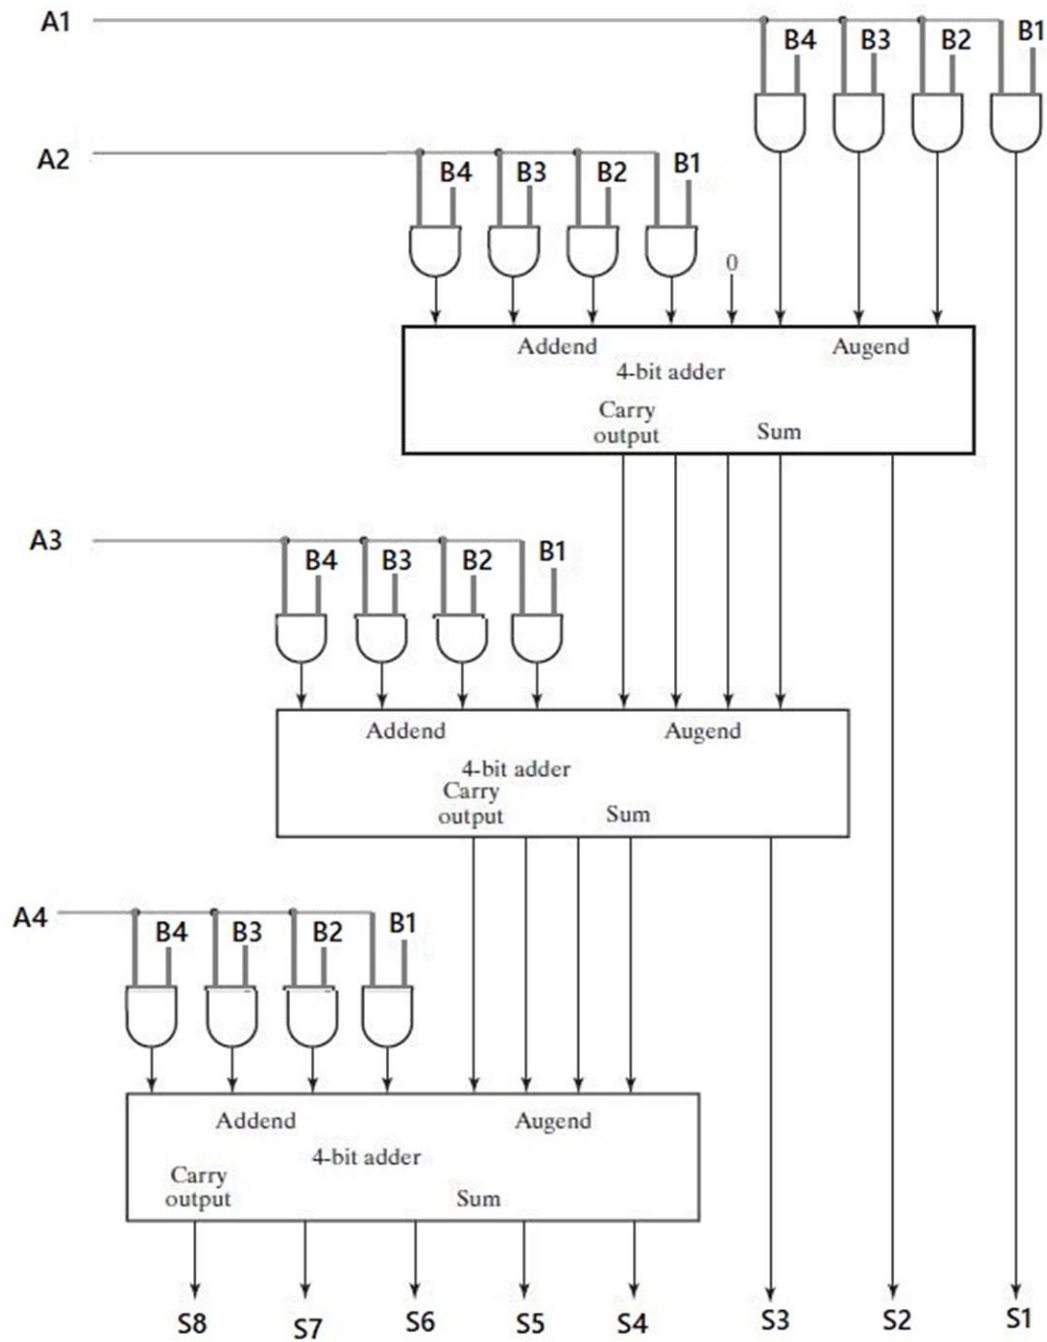 A1
B4 B3 B2 B1
A2
B4 B3 B2 B1
0
Addend Augend
4-bit adder
Carry
output Sum
A3
B4 B3 B2 B1
Addend Augend
4-bit adder
Carry
output Sum
A4
B4 B3 B2 B1
Addend Augend
4-bit adder
Carry
output Sum
S8 S7 S6 S5 S4 S3 S2 S1